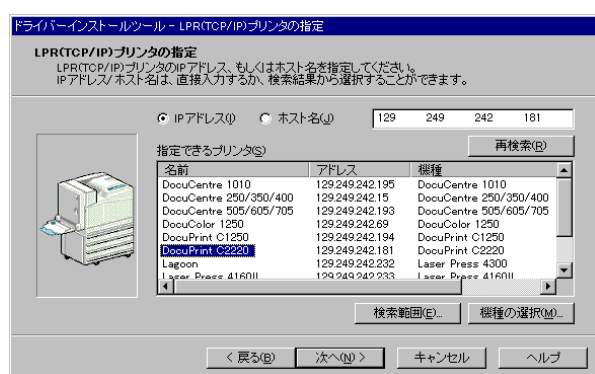 ドライバーインストールツール - LPR(TCP/IP)プリンタの指定
LPR(TCP/IP)プリンタの指定
LPR(TCP/IP)プリンタのIPアドレス、もしくはホスト名を指定してください。
IPアドレス/ホスト名は、直接入力するか、検索結果から選択することができます。
IPアドレス(I) ホスト名(J) 129 249 242 181
指定できるプリンタ(S) 再検索(R)
名前 アドレス 機種
DocuCentre 1010 129.249.242.195 DocuCentre 1010
DocuCentre 250/350/400 129.249.242.15 DocuCentre 250/350/400
DocuCentre 505/605/705 129.249.242.193 DocuCentre 505/605/705
DocuColor 1250 129.249.242.69 DocuColor 1250
DocuPrint C1250 129.249.242.194 DocuPrint C1250
DocuPrint C2220 129.249.242.181 DocuPrint C2220
Lagoon 129.249.242.232 Laser Press 4300
Laser Press 4160II 129.249.242.233 Laser Press 4160II
検索範囲(E)... 機種の選択(M)...
< 戻る(B) 次へ(N) > キャンセル ヘルプ